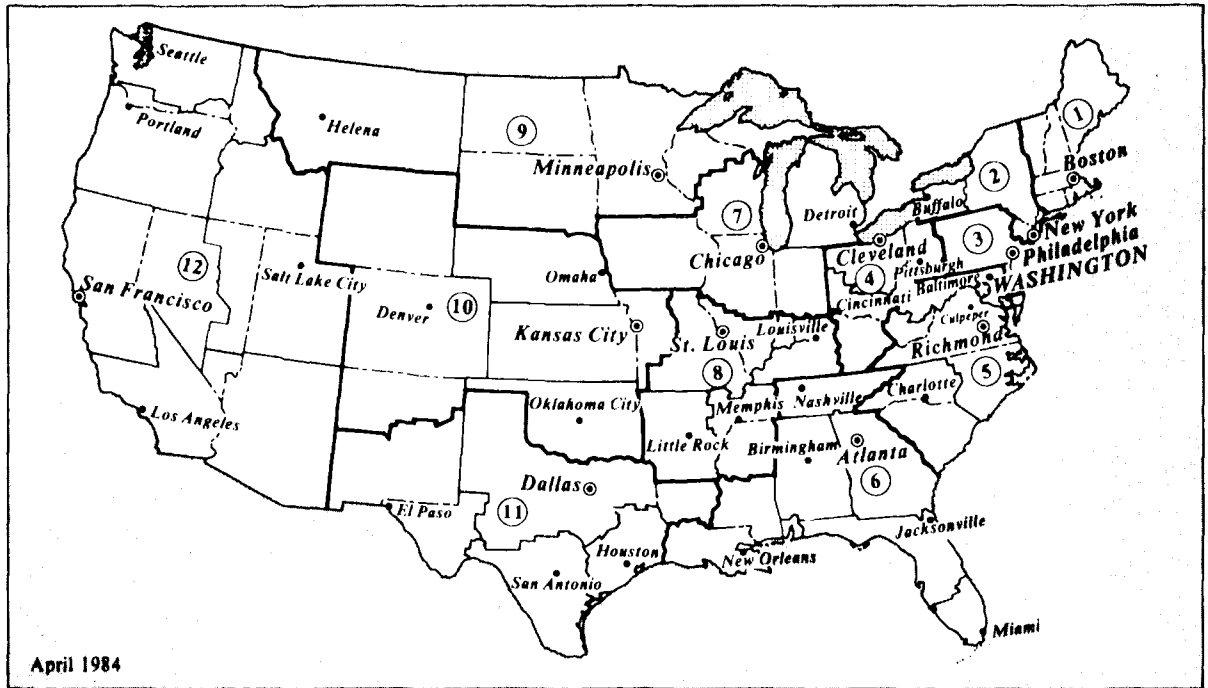 Seattle
1
Portland
Helena
9
2
Boston
Minneapolis
7
Detroit
Buffalo
New York
3
Cleveland
Philadelphia
12
Chicago
4
Pittsburgh
WASHINGTON
Salt Lake City
Omaha
Cincinnati
Baltimore
San Francisco
10
Culpeper
Denver
Kansas City
Louisville
Richmond
St. Louis
8
5
Charlotte
Oklahoma City
Memphis
Nashville
Los Angeles
Little Rock
Birmingham
Atlanta
6
Dallas
El Paso
11
Jacksonville
Houston
New Orleans
San Antonio
Miami
April 1984